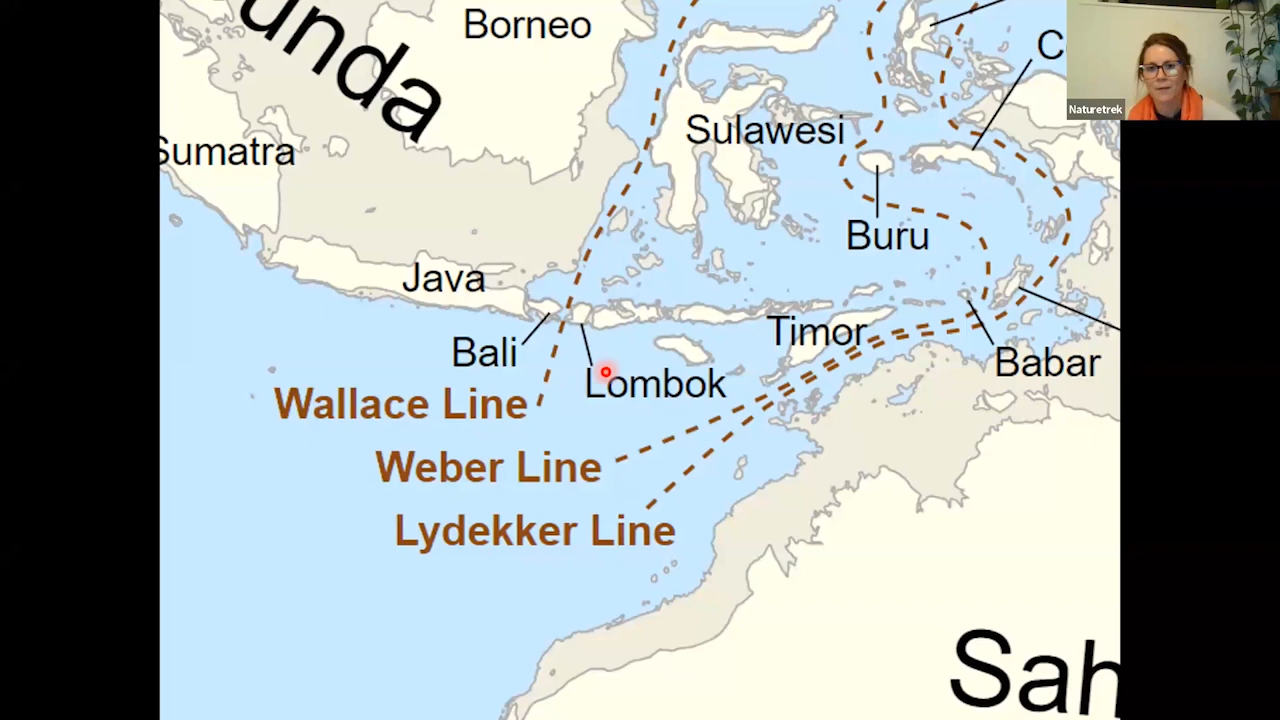 unda
Borneo
C
Naturetrek
Sumatra
Sulawesi
Buru
Java
Timor
Bali
Babar
Lombok
Wallace Line
Weber Line
Lydekker Line
Sah